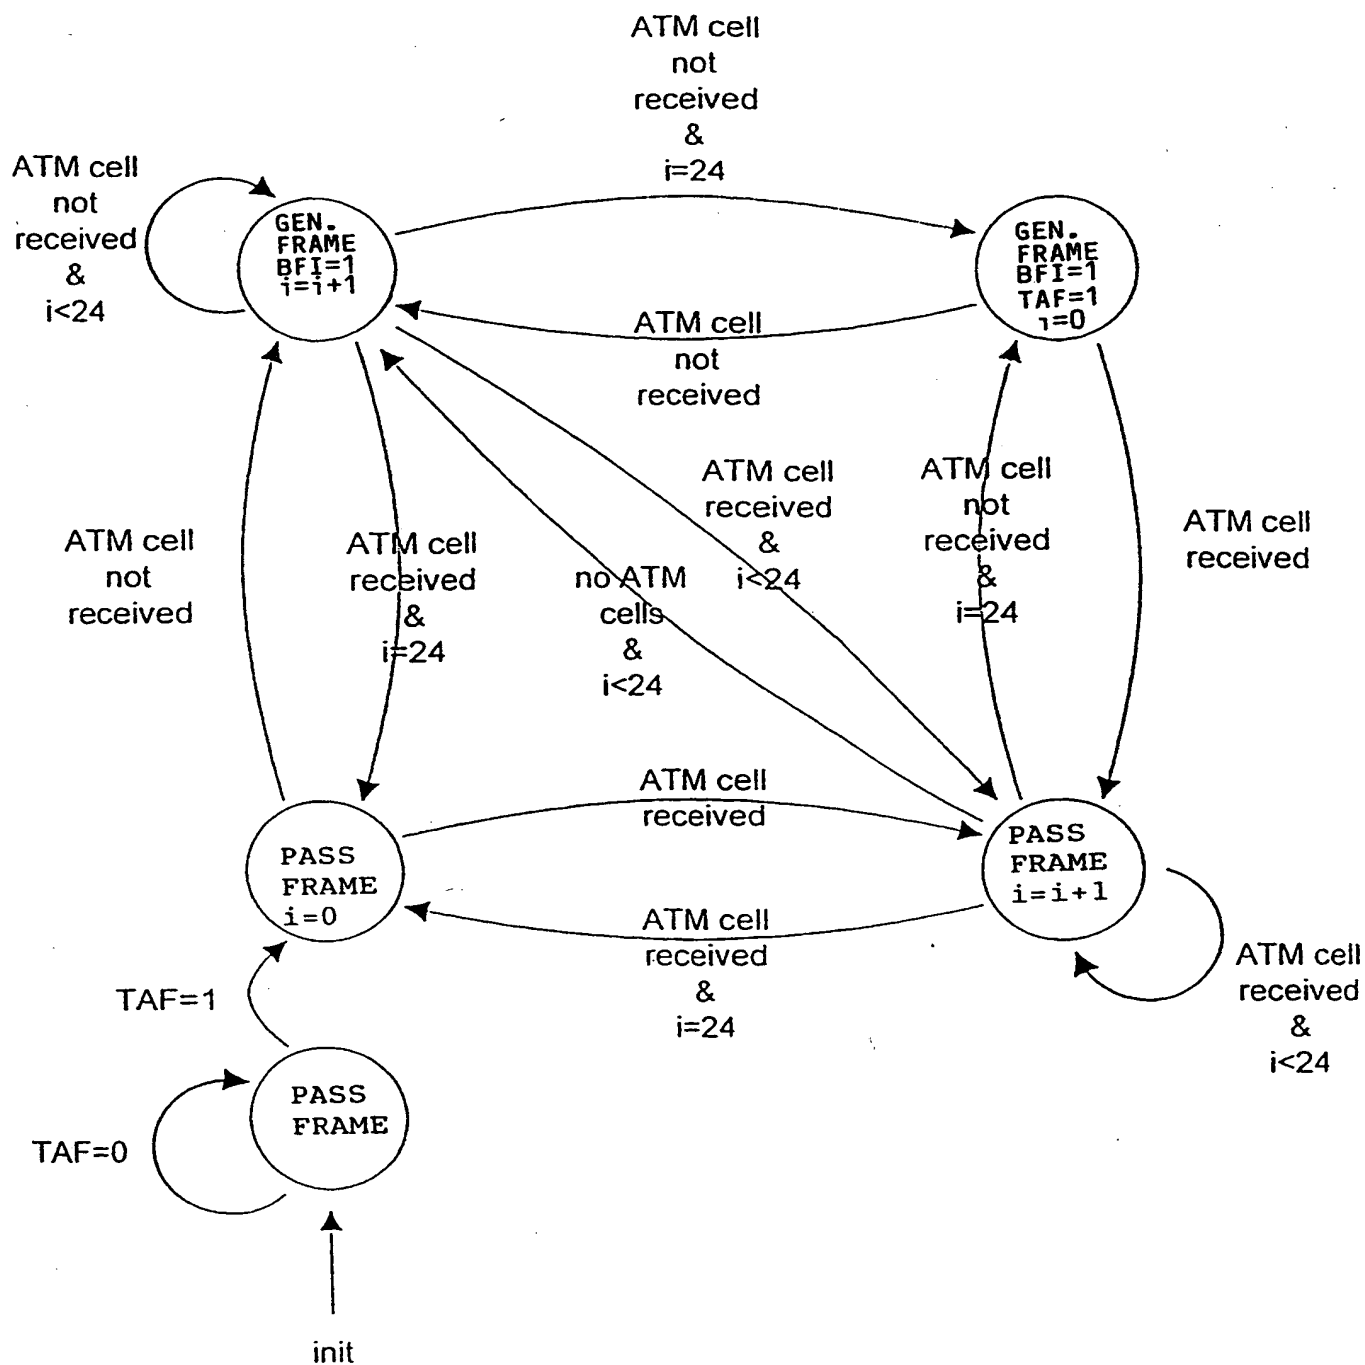 ATM cell
not
received
&
i=24
ATM cell
not
received
&
i<24
GEN.
FRAME
BFI=1
i=i+1
GEN.
FRAME
BFI=1
TAF=1
i=0
ATM cell
not
received
ATM cell
received
&
i<24
ATM cell
not
received
&
i=24
ATM cell
received
ATM cell
not
received
ATM cell
received
&
i=24
no ATM
cells
&
i<24
ATM cell
received
PASS
FRAME
i=0
PASS
FRAME
i=i+1
ATM cell
received
&
i=24
ATM cell
received
&
i<24
TAF=1
PASS
FRAME
TAF=0
init